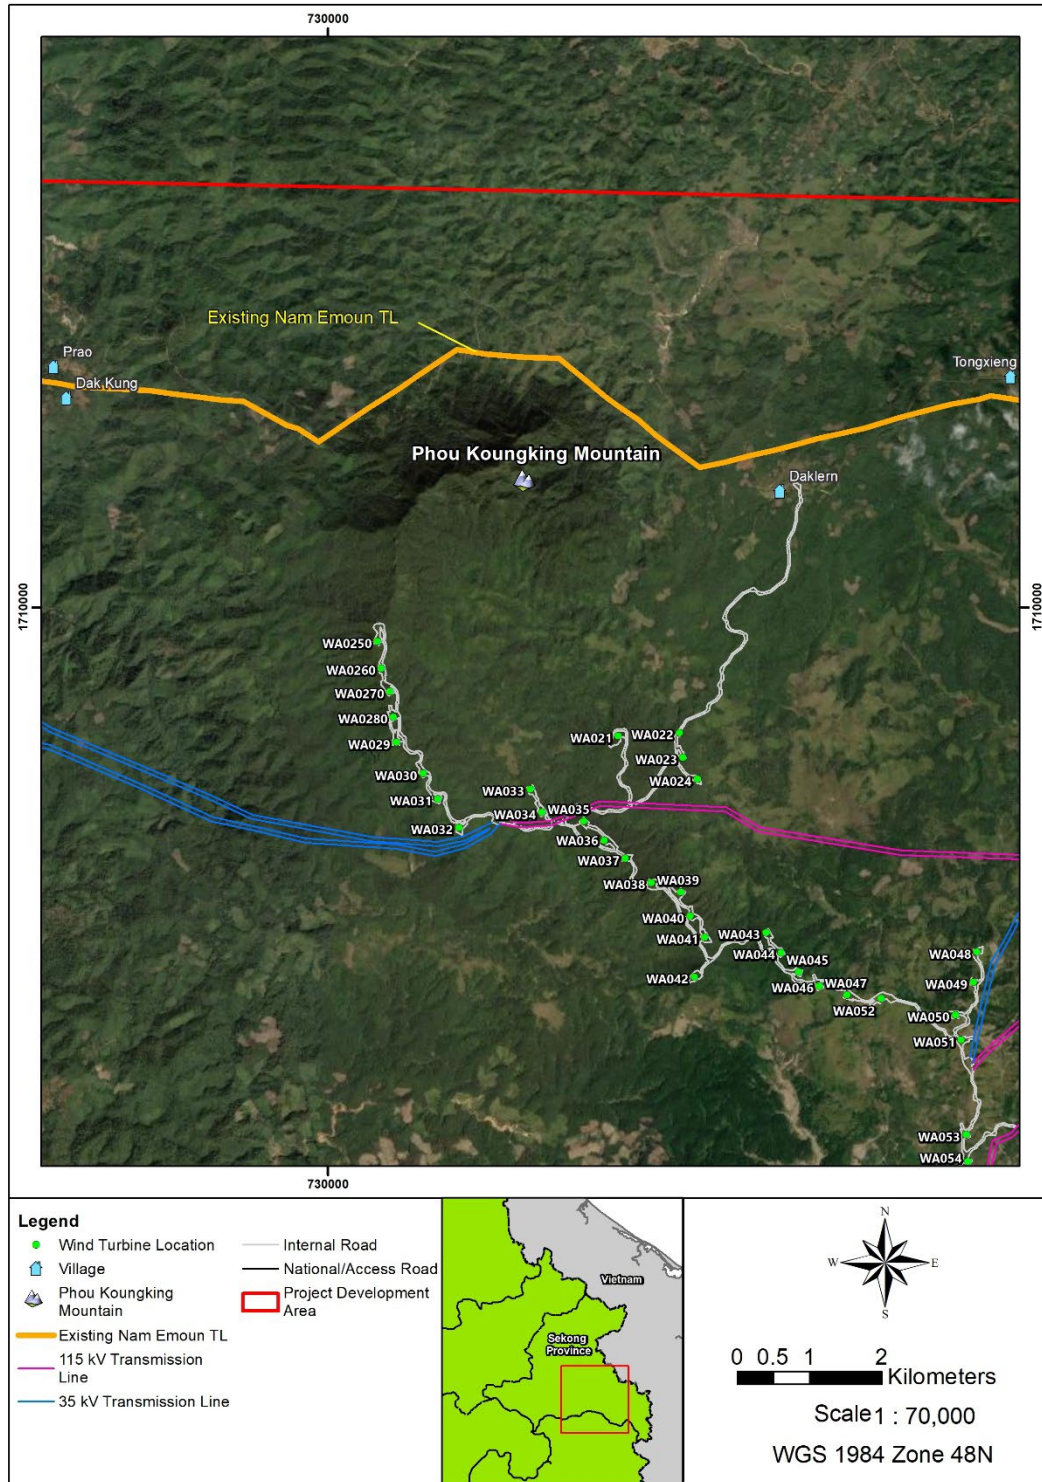 730000
Existing Nam Emoun TL
Prao
Dak Kung
Tongxieng
Phou Koungking Mountain
Daklern
1710000
1710000
WA0250
WA0260
WA0270
WA0280
WA029
WA030
WA031
WA032
WA021
WA022
WA023
WA024
WA033
WA034
WA035
WA036
WA037
WA038
WA039
WA040
WA041
WA042
WA043
WA044
WA045
WA046
WA047
WA052
WA048
WA049
WA050
WA051
WA053
WA054
730000
Legend
Wind Turbine Location
Village
Phou Koungking
Mountain
Existing Nam Emoun TL
115 kV Transmission
Line
35 kV Transmission Line
Internal Road
National/Access Road
Project Development
Area
Vietnam
Sekong
Province
N
W
E
S
0 0.5 1 2
Kilometers
Scale 1 : 70,000
WGS 1984 Zone 48N